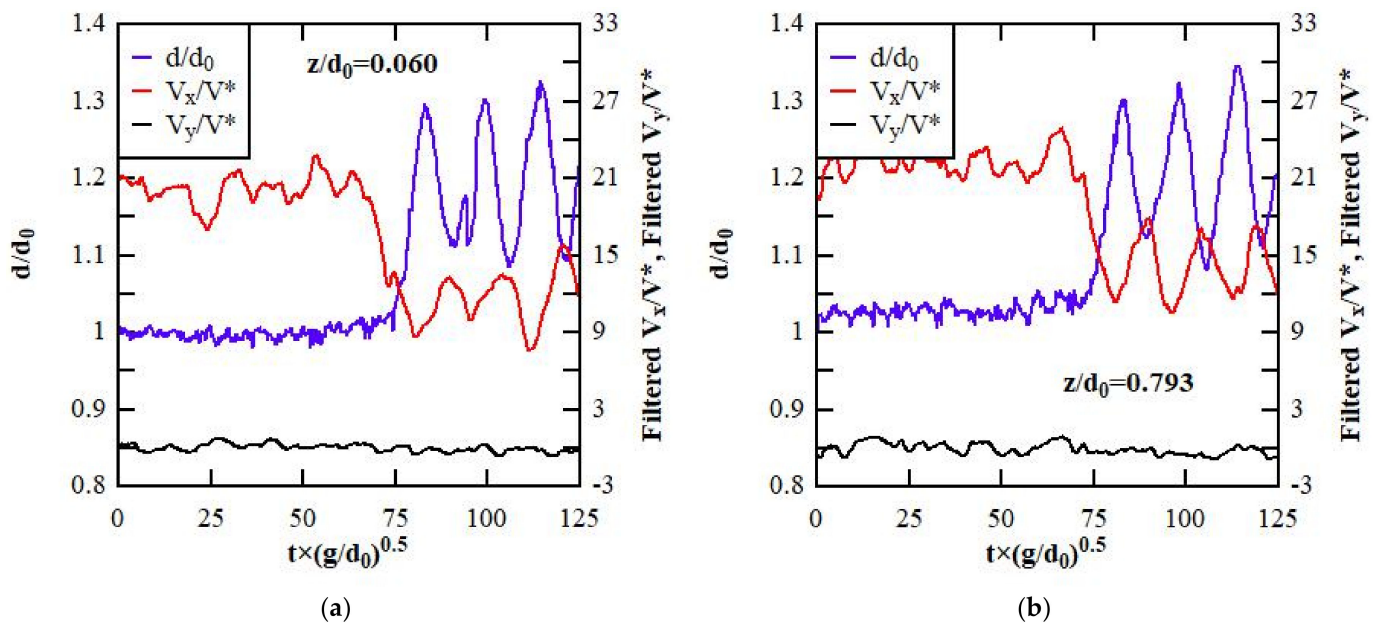 1.4
1.3
1.2
1.1
1
0.9
0.8
d/d0
d/d0
Vx/V*
Vy/V*
z/d0=0.060
33
27
21
15
9
3
-3
Filtered Vx/V*, Filtered Vy/V*
0 25 50 75 100 125
t×(g/d0)^0.5
(a)
1.4
1.3
1.2
1.1
1
0.9
0.8
d/d0
d/d0
Vx/V*
Vy/V*
z/d0=0.793
33
27
21
15
9
3
-3
Filtered Vx/V*, Filtered Vy/V*
0 25 50 75 100 125
t×(g/d0)^0.5
(b)